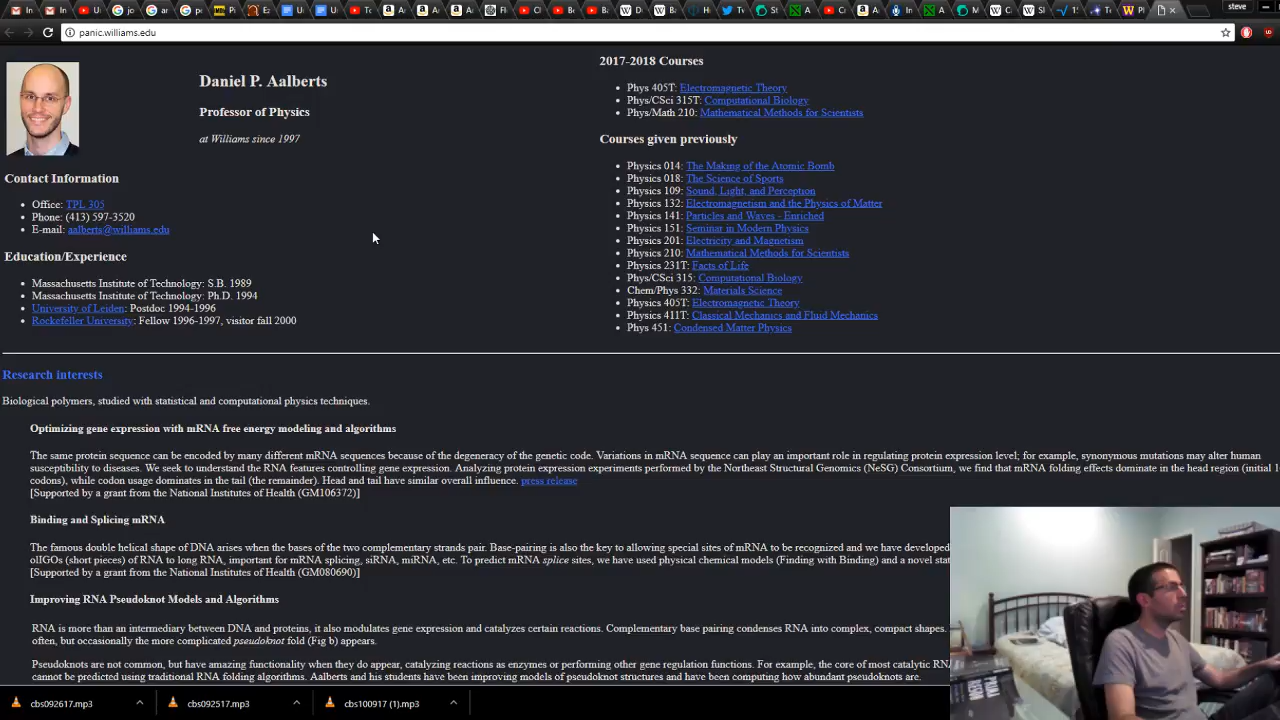 steve
panic.williams.edu
Daniel P. Aalberts
Professor of Physics
at Williams since 1997
Contact Information
Office: TPL 305
Phone: (413) 597-3520
E-mail: aalberts@williams.edu
Education/Experience
Massachusetts Institute of Technology: S.B. 1989
Massachusetts Institute of Technology: Ph.D. 1994
University of Leiden: Postdoc 1994-1996
Rockefeller University: Fellow 1996-1997, visitor fall 2000
2017-2018 Courses
Phys 405T: Electromagnetic Theory
Phys/CSci 315T: Computational Biology
Phys/Math 210: Mathematical Methods for Scientists
Courses given previously
Physics 014: The Making of the Atomic Bomb
Physics 018: The Science of Sports
Physics 109: Sound, Light, and Perception
Physics 132: Electromagnetism and the Physics of Matter
Physics 141: Particles and Waves - Enriched
Physics 151: Seminar in Modern Physics
Physics 201: Electricity and Magnetism
Physics 210: Mathematical Methods for Scientists
Physics 231T: Facts of Life
Phys/CSci 315: Computational Biology
Chem/Phys 332: Materials Science
Physics 405T: Electromagnetic Theory
Physics 411T: Classical Mechanics and Fluid Mechanics
Phys 451: Condensed Matter Physics
Research interests
Biological polymers, studied with statistical and computational physics techniques.
Optimizing gene expression with mRNA free energy modeling and algorithms
The same protein sequence can be encoded by many different mRNA sequences because of the degeneracy of the genetic code. Variations in mRNA sequence can play an important role in regulating protein expression level; for example, synonymous mutations may alter human
susceptibility to diseases. We seek to understand the RNA features controlling gene expression. Analyzing protein expression experiments performed by the Northeast Structural Genomics (NeSG) Consortium, we find that mRNA folding effects dominate in the head region (initial
codons), while codon usage dominates in the tail (the remainder). Head and tail have similar overall influence. press release
[Supported by a grant from the National Institutes of Health (GM106372)]
Binding and Splicing mRNA
The famous double helical shape of DNA arises when the bases of the two complementary strands pair. Base-pairing is also the key to allowing special sites of mRNA to be recognized and we have developed
olIGOs (short pieces) of RNA to long RNA, important for mRNA splicing, siRNA, miRNA, etc. To predict mRNA splice sites, we have used physical chemical models (Finding with Binding) and a novel
[Supported by a grant from the National Institutes of Health (GM080690)]
Improving RNA Pseudoknot Models and Algorithms
RNA is more than an intermediary between DNA and proteins, it also modulates gene expression and catalyzes certain reactions. Complementary base pairing condenses RNA into complex, compact shapes.
often, but occasionally the more complicated pseudoknot fold (Fig b) appears.
Pseudoknots are not common, but have amazing functionality when they do appear, catalyzing reactions as enzymes or performing other gene regulation functions. For example, the core of most catalytic
cannot be predicted using traditional RNA folding algorithms. Aalberts and his students have been improving models of pseudoknot structures and have been computing how abundant pseudoknots are.
cbs092617.mp3
cbs092517.mp3
cbs100917 (1).mp3